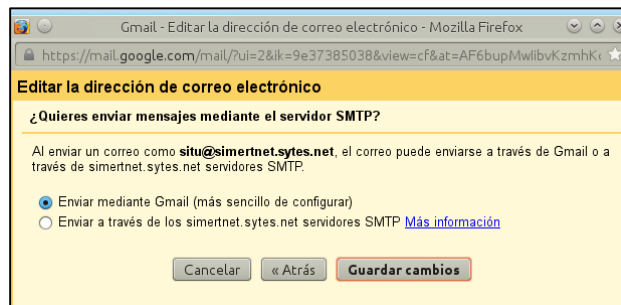 Gmail - Editar la dirección de correo electrónico - Mozilla Firefox
https://mail.google.com/mail/?ui=2&ik=9e37385038&view=cf&at=AF6bupMwIibvKzmhK
Editar la dirección de correo electrónico
¿Quieres enviar mensajes mediante el servidor SMTP?
Al enviar un correo como situ@simertnet.sytes.net, el correo puede enviarse a través de Gmail o a
través de simertnet.sytes.net servidores SMTP.
Enviar mediante Gmail (más sencillo de configurar)
Enviar a través de los simertnet.sytes.net servidores SMTP Más información
Cancelar « Atrás Guardar cambios